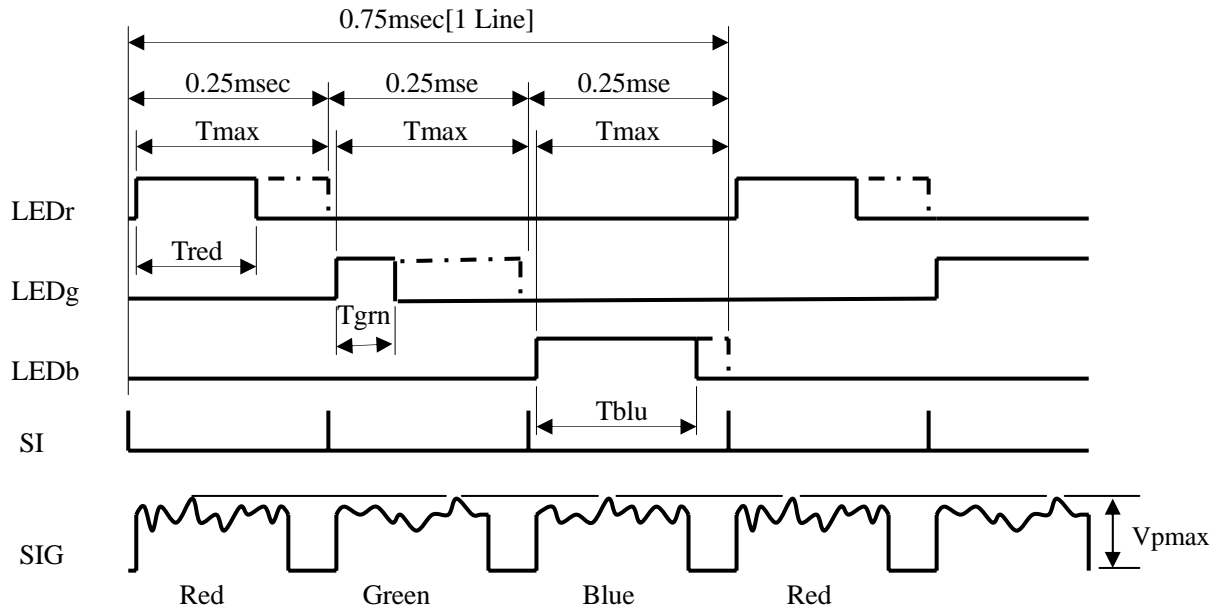 0.75msec[1 Line]
0.25msec 0.25mse 0.25mse
Tmax Tmax Tmax
LEDr
Tred
LEDg
Tgrn
LEDb
Tblu
SI
SIG
Vpmax
Red Green Blue Red